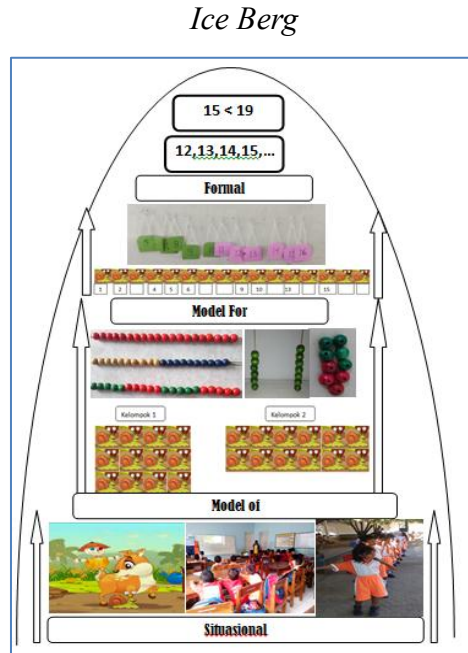 Ice Berg
15 < 19
12,13,14,15,...
Formal
1 2 4 5 6 9 10 13 15
Model For
Kelompok 1 Kelompok 2
Model of
Situasional